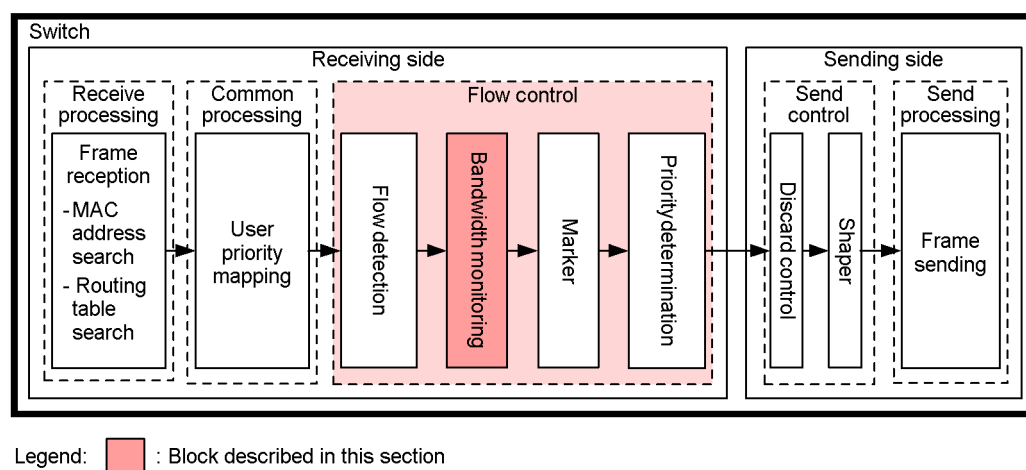 Switch
Receiving side
Sending side
Receive
processing
Common
processing
Flow control
Send
control
Send
processing
Frame
reception
-MAC
address
search
- Routing
table
search
User
priority
mapping
Flow detection
Bandwidth monitoring
Marker
Priority determination
Discard control
Shaper
Frame
sending
Legend: : Block described in this section